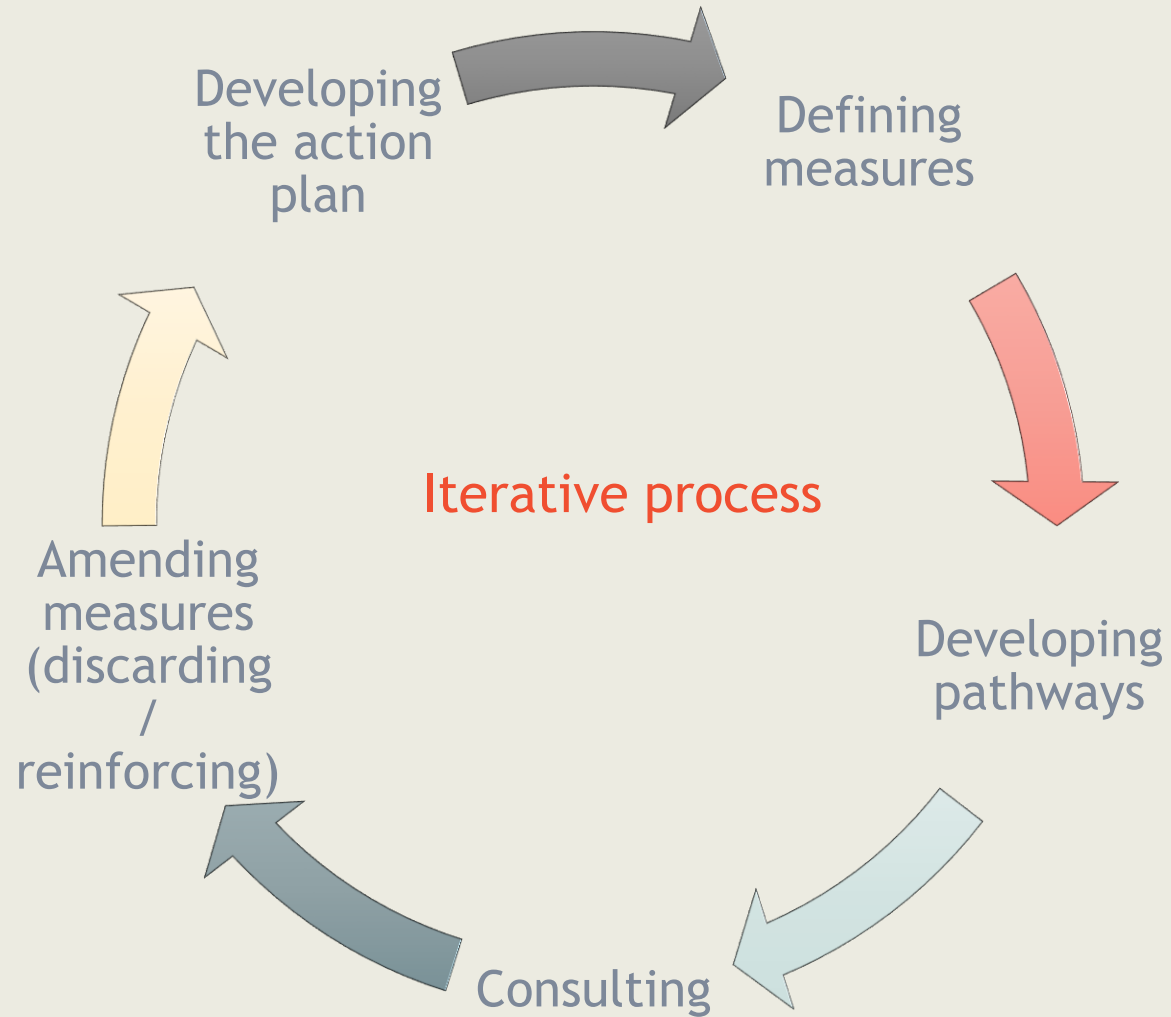 Developing
the action
plan
Defining
measures
Iterative process
Amending
measures
(discarding
/
reinforcing)
Developing
pathways
Consulting